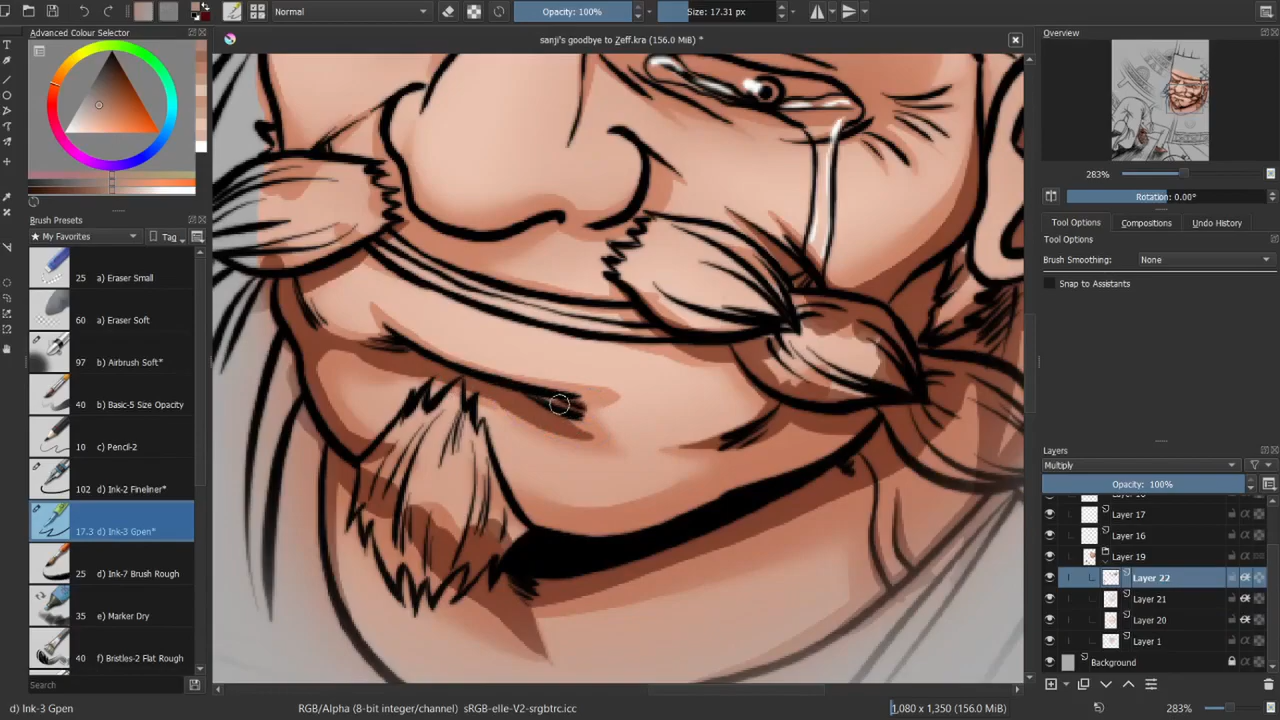 Normal
Opacity: 100%
Size: 17.31 px
Advanced Colour Selector
sanji's goodbye to Zeff.kra (156.0 MiB) *
Overview
283%
Rotation: 0.00°
Tool Options
Compositions
Undo History
Tool Options
Brush Smoothing:
None
Snap to Assistants
Brush Presets
★ My Favorites
Tag
25 a) Eraser Small
60 a) Eraser Soft
97 b) Airbrush Soft*
40 b) Basic-5 Size Opacity
10 c) Pencil-2
102 d) Ink-2 Fineliner*
17.3 d) Ink-3 Gpen*
25 d) Ink-7 Brush Rough
35 e) Marker Dry
40 f) Bristles-2 Flat Rough
Search
Layers
Multiply
Opacity: 100%
Layer 17
Layer 16
Layer 19
Layer 22
Layer 21
Layer 20
Layer 1
Background
d) Ink-3 Gpen
RGB/Alpha (8-bit integer/channel) sRGB-elle-V2-srgbtrc.icc
1,080 x 1,350 (156.0 MiB)
283%